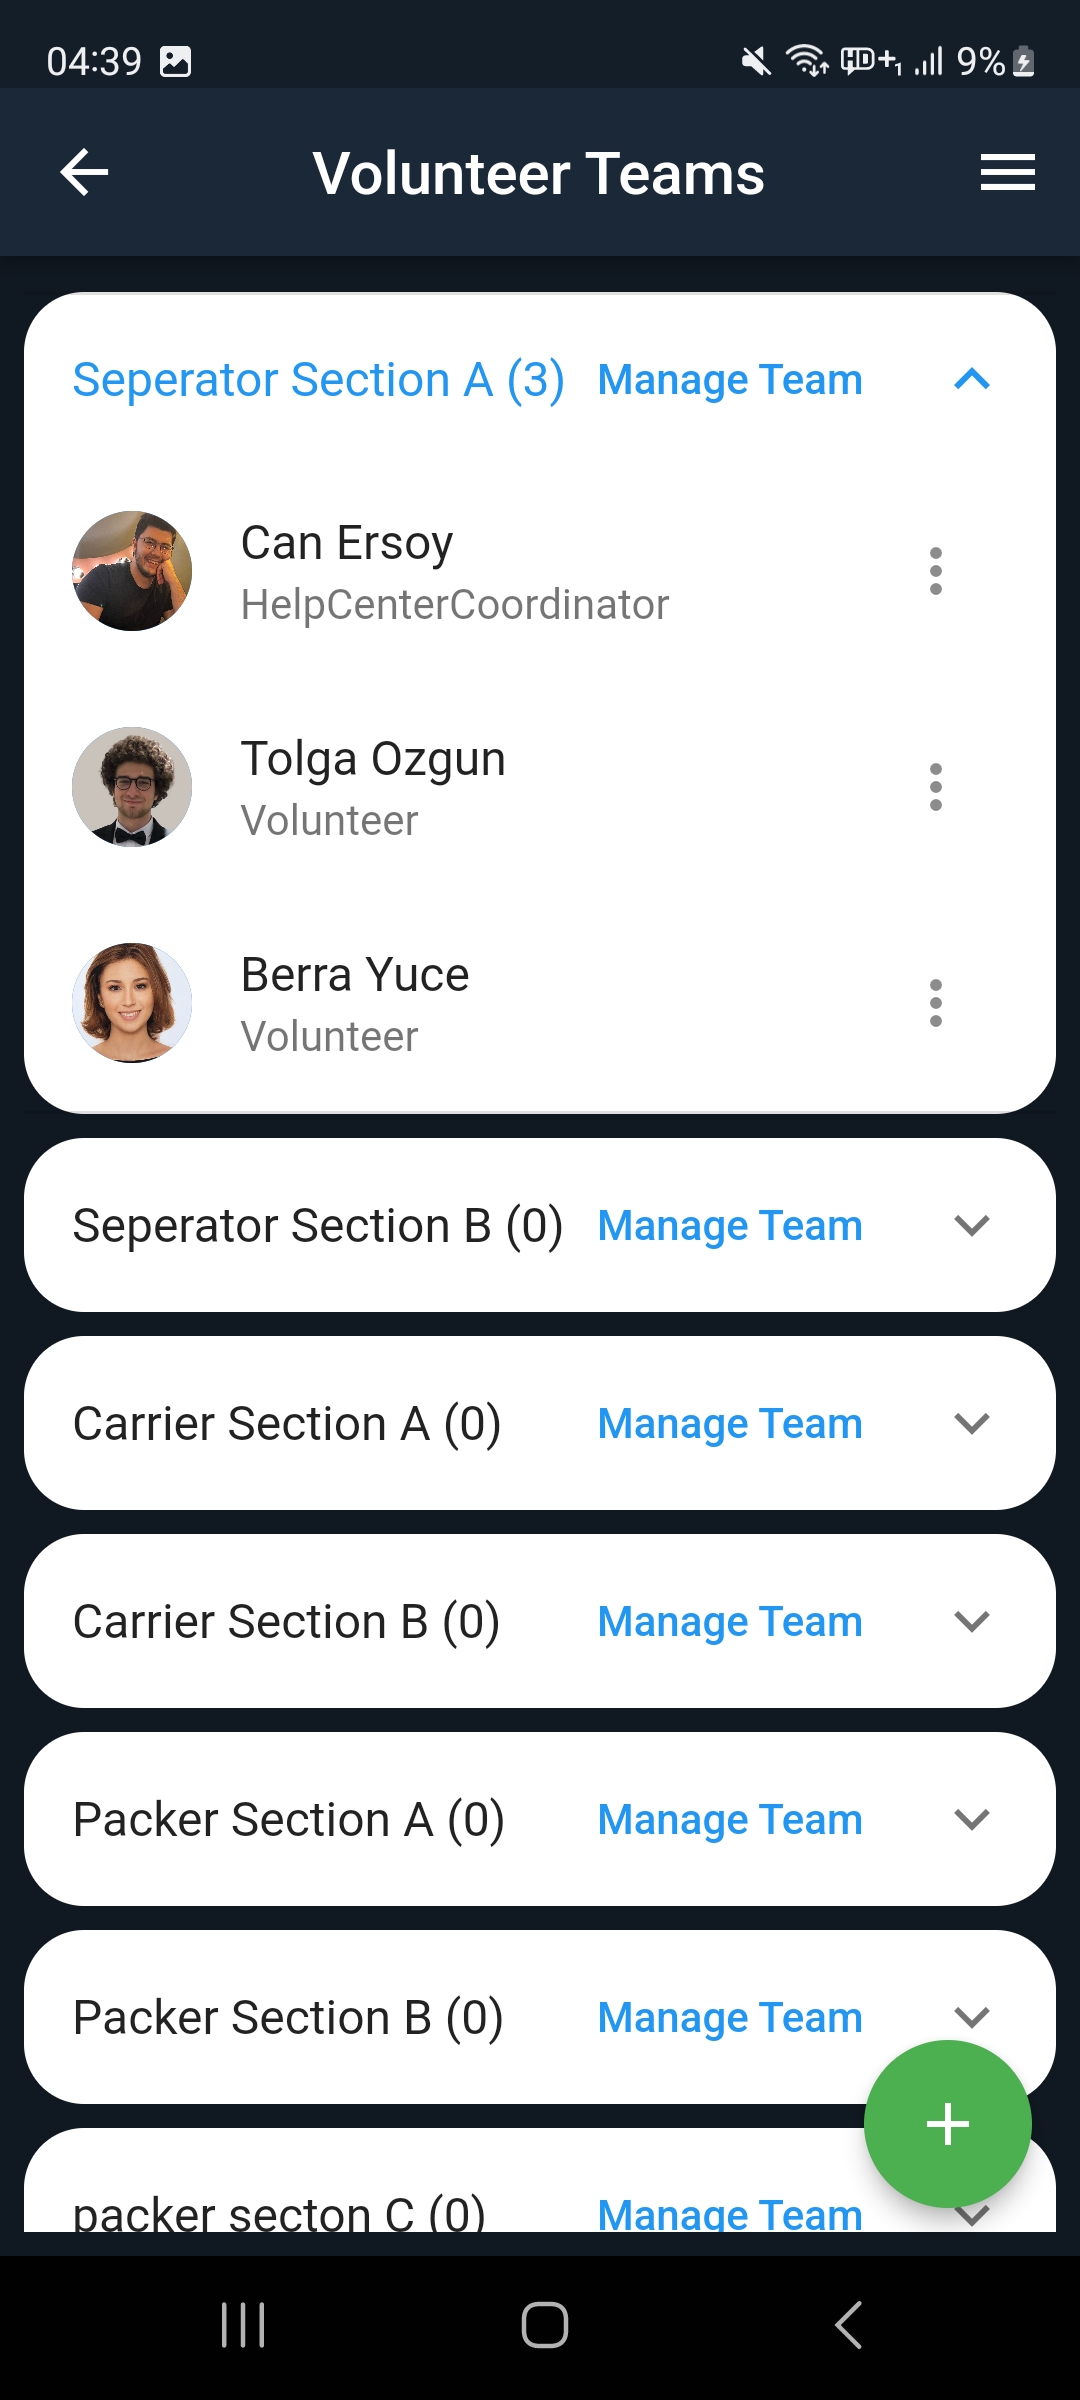 04:39 9%
Volunteer Teams
Seperator Section A (3) Manage Team
Can Ersoy
HelpCenterCoordinator
Tolga Ozgun
Volunteer
Berra Yuce
Volunteer
Seperator Section B (0) Manage Team
Carrier Section A (0) Manage Team
Carrier Section B (0) Manage Team
Packer Section A (0) Manage Team
Packer Section B (0) Manage Team
packer secton C (0) Manage Team